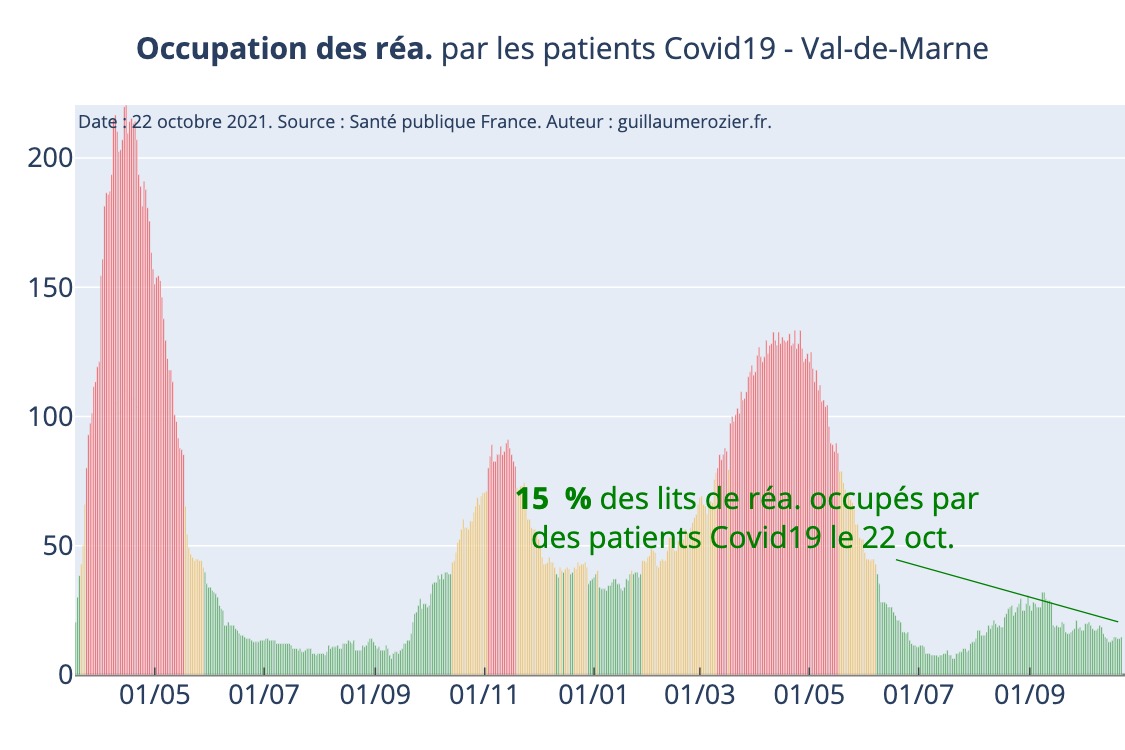 Occupation des réa. par les patients Covid19 - Val-de-Marne
Date : 22 octobre 2021. Source : Santé publique France. Auteur : guillaumerozier.fr.
200
150
100
15 % des lits de réa. occupés par
des patients Covid19 le 22 oct.
50
0
01/05 01/07 01/09 01/11 01/01 01/03 01/05 01/07 01/09